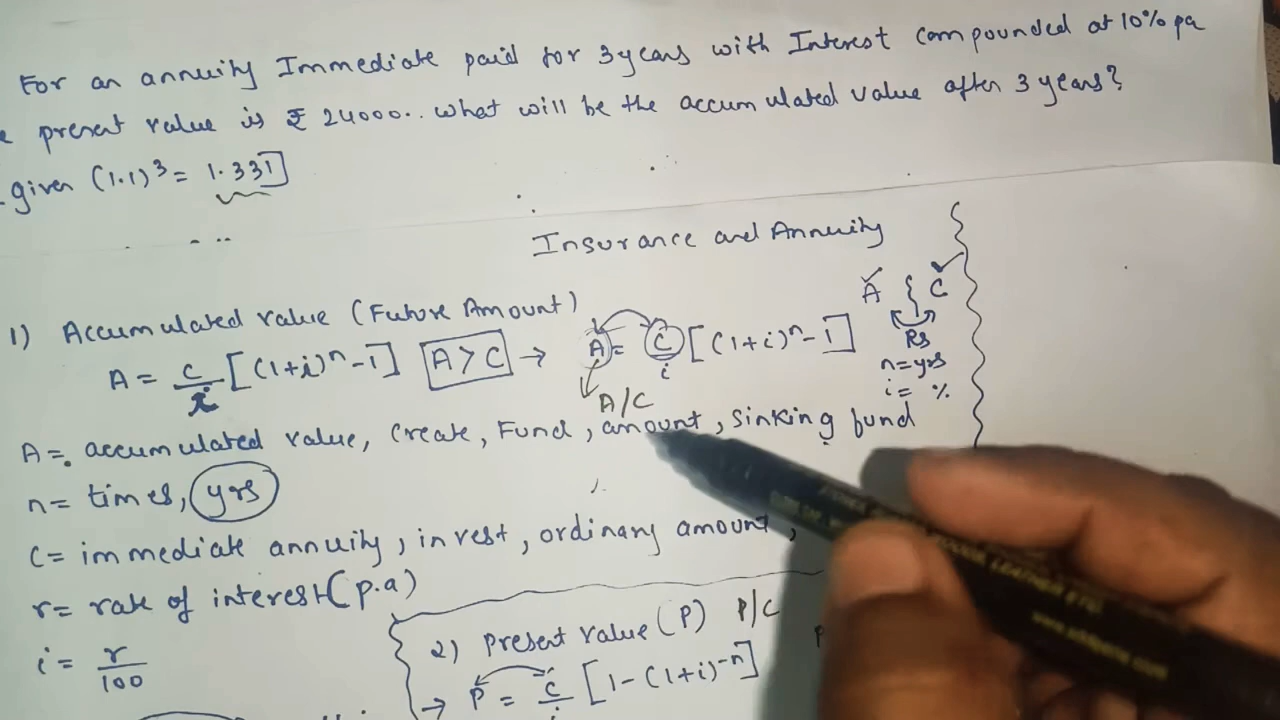 For an annuity Immediate paid for 3 years with Interest compounded at 10% pa
present value is ₹ 24000.. what will be the accumulated value after 3 years?
given (1.1)³ = 1.331]
Insurance and Annuity
1) Accumulated value (Future Amount)
A = C/i [(1+i)ⁿ-1] A > C → A = C/i [(1+i)ⁿ-1]
A C
Rs
n=yrs
i= %
A/C
A= accumulated value, Create, Fund, amount, sinking fund
n= times, yrs
C= immediate annuity, invest, ordinary amount,
r= rate of interest (p.a)
i = r/100
2) Present value (P) P/C
→ P = C/i [1-(1+i)⁻ⁿ]